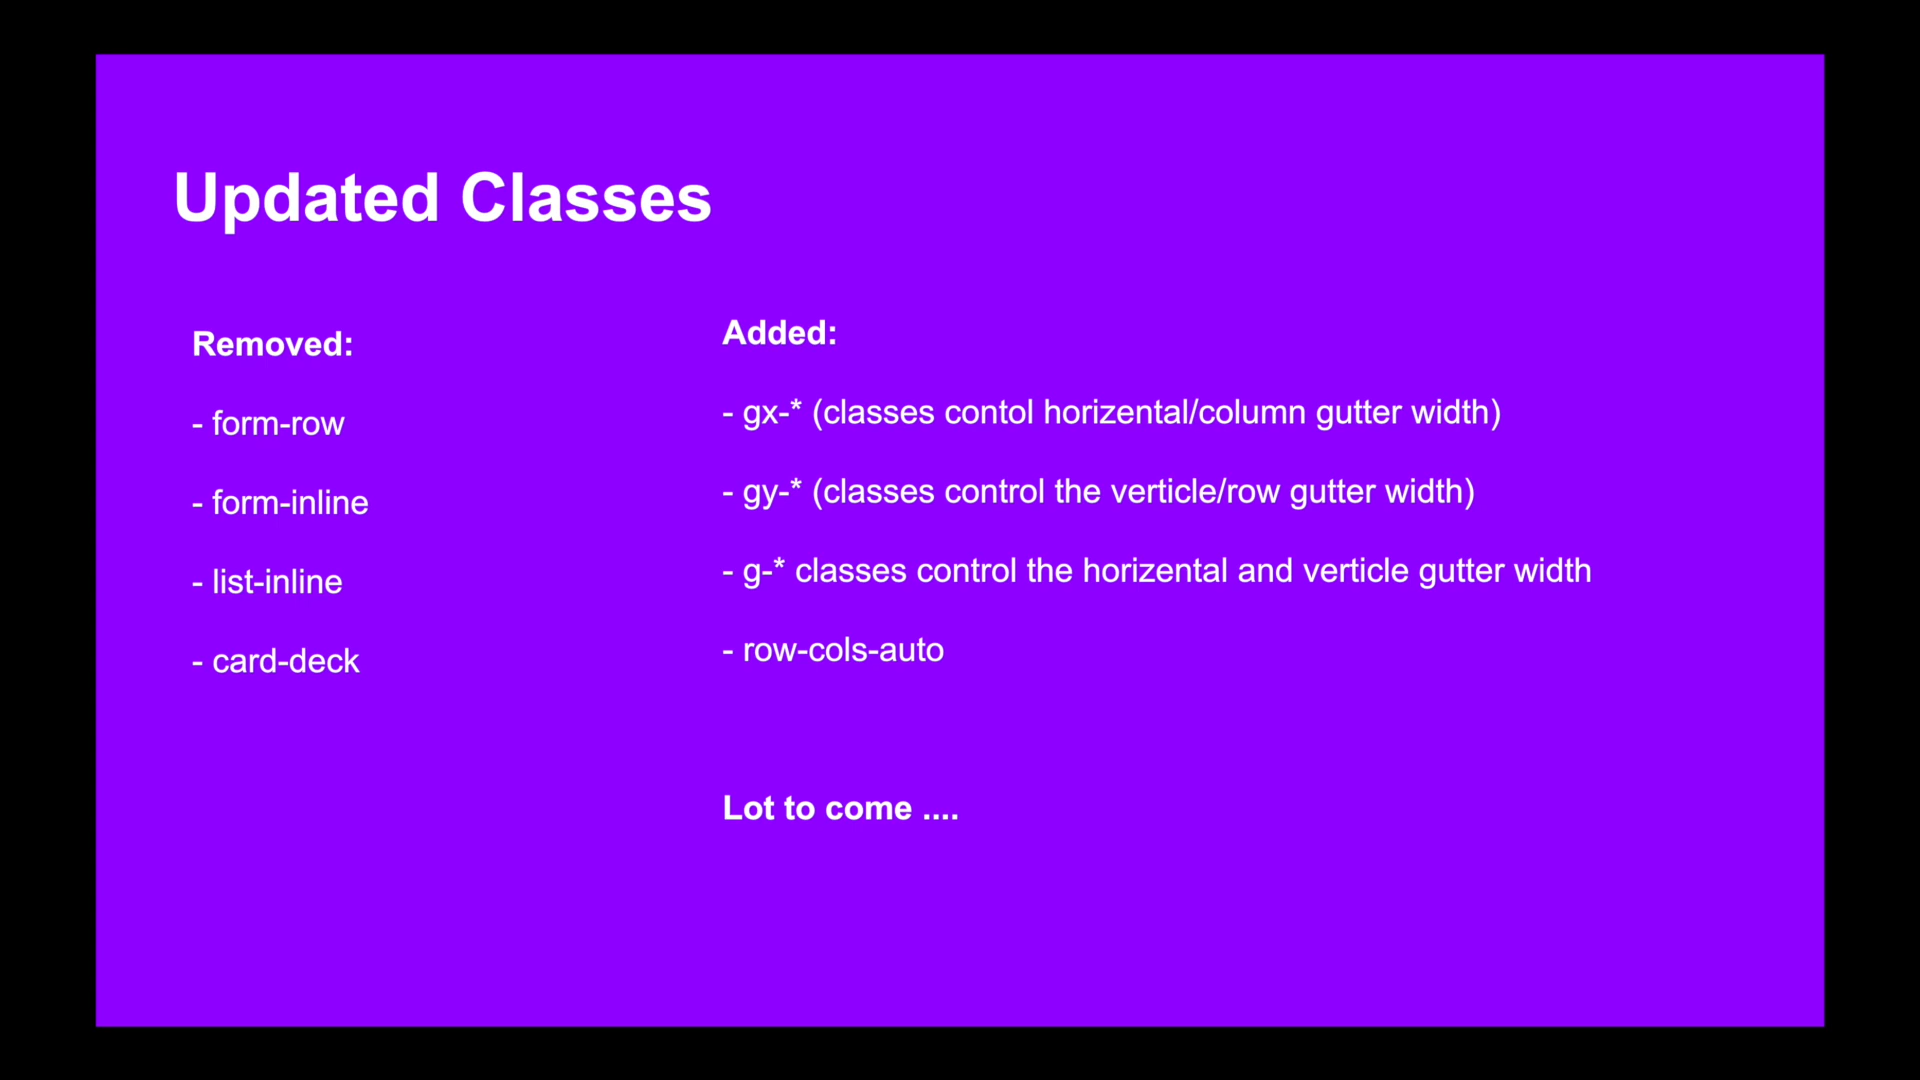 Updated Classes
Removed:
- form-row
- form-inline
- list-inline
- card-deck
Added:
- gx-* (classes contol horizental/column gutter width)
- gy-* (classes control the verticle/row gutter width)
- g-* classes control the horizental and verticle gutter width
- row-cols-auto
Lot to come ....